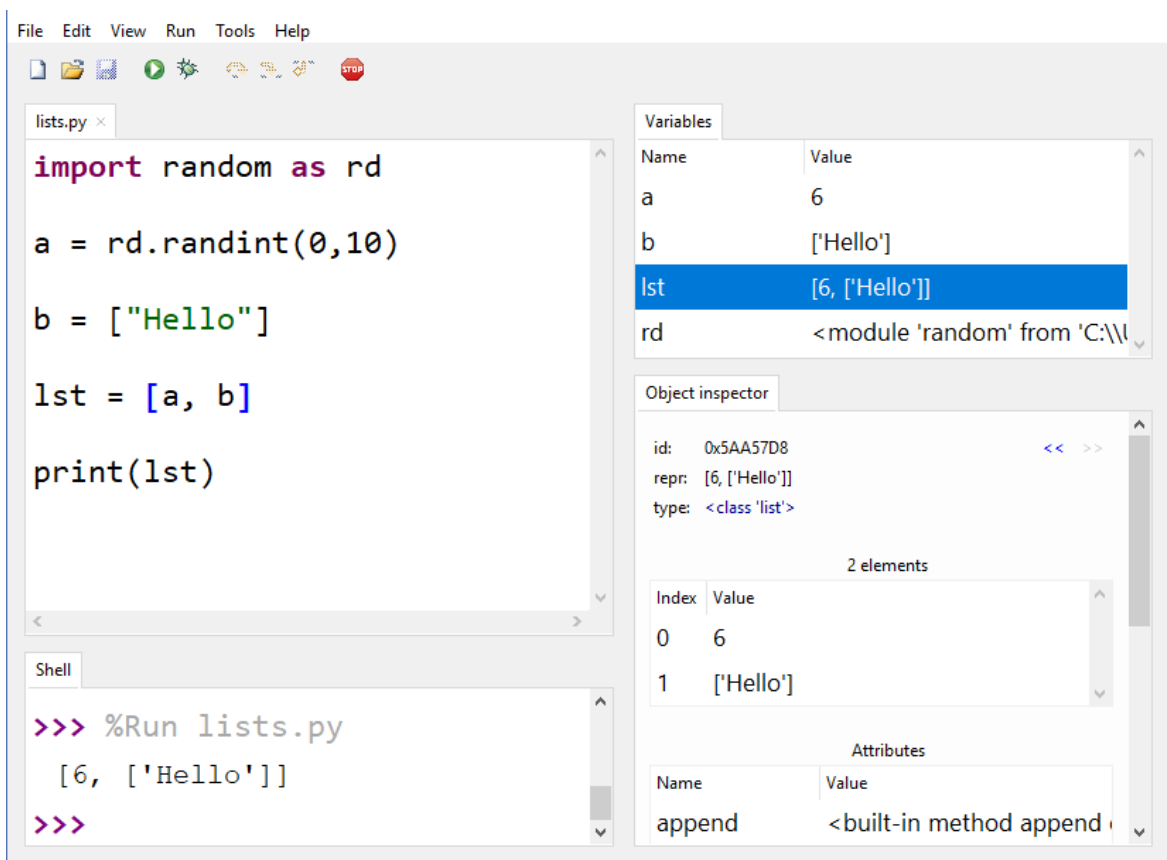 File Edit View Run Tools Help
STOP
lists.py ×
import random as rd
a = rd.randint(0,10)
b = ["Hello"]
lst = [a, b]
print(lst)
Shell
>>> %Run lists.py
[6, ['Hello']]
>>>
Variables
Name Value
a 6
b ['Hello']
lst [6, ['Hello']]
rd <module 'random' from 'C:\\
Object inspector
id: 0x5AA57D8 << >>
repr: [6, ['Hello']]
type: <class 'list'>
2 elements
Index Value
0 6
1 ['Hello']
Attributes
Name Value
append <built-in method append